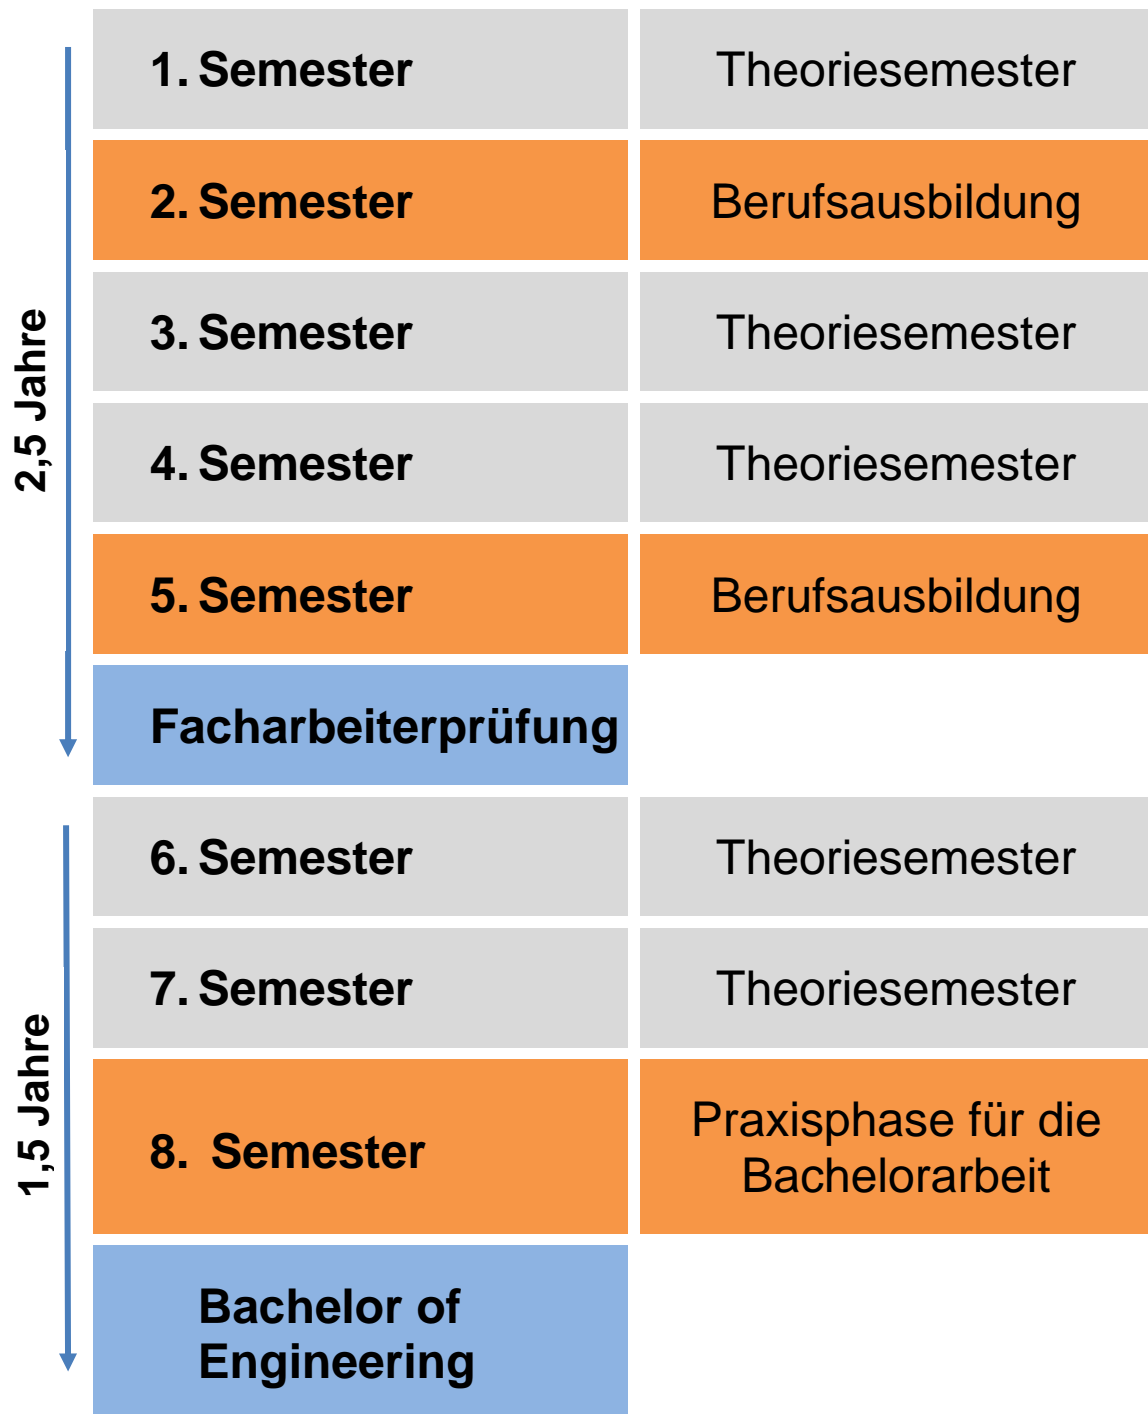 1. Semester Theoriesemester
2. Semester Berufsausbildung
3. Semester Theoriesemester
4. Semester Theoriesemester
5. Semester Berufsausbildung
Facharbeiterprüfung
2,5 Jahre
6. Semester Theoriesemester
7. Semester Theoriesemester
8. Semester Praxisphase für die
Bachelorarbeit
Bachelor of
Engineering
1,5 Jahre